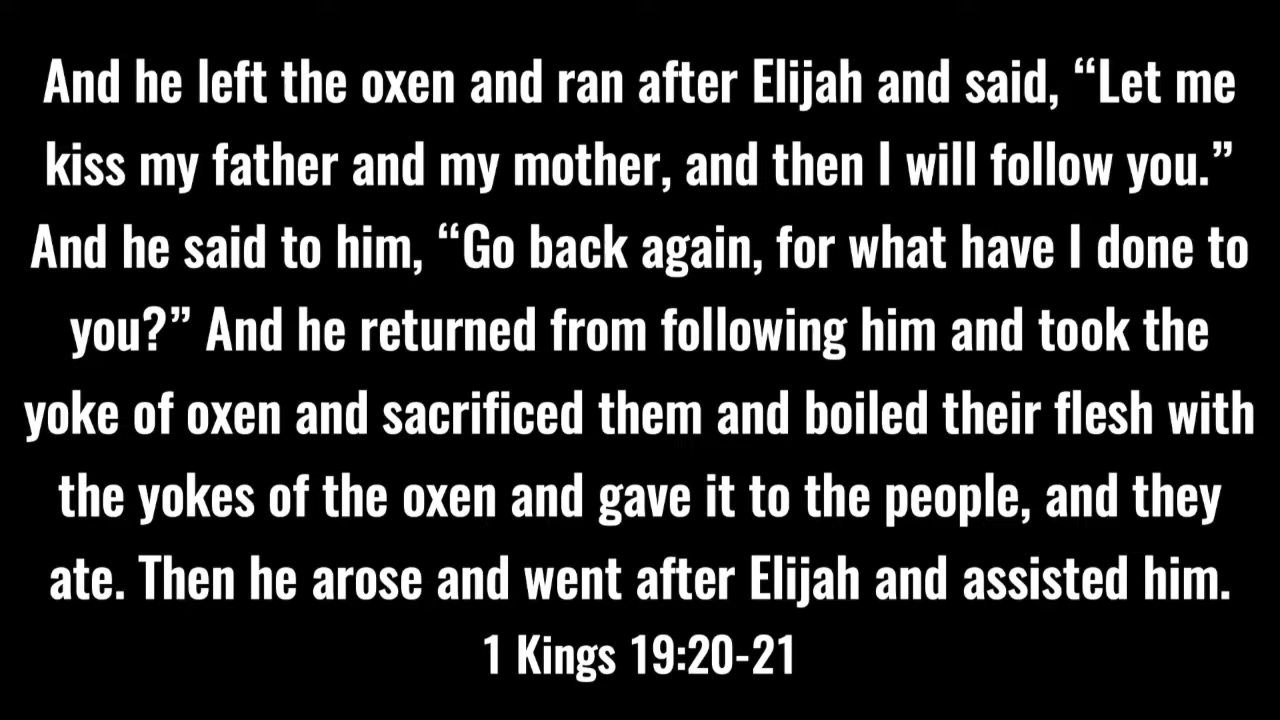 And he left the oxen and ran after Elijah and said, “Let me
kiss my father and my mother, and then I will follow you.”
And he said to him, “Go back again, for what have I done to
you?” And he returned from following him and took the
yoke of oxen and sacrificed them and boiled their flesh with
the yokes of the oxen and gave it to the people, and they
ate. Then he arose and went after Elijah and assisted him.
1 Kings 19:20-21